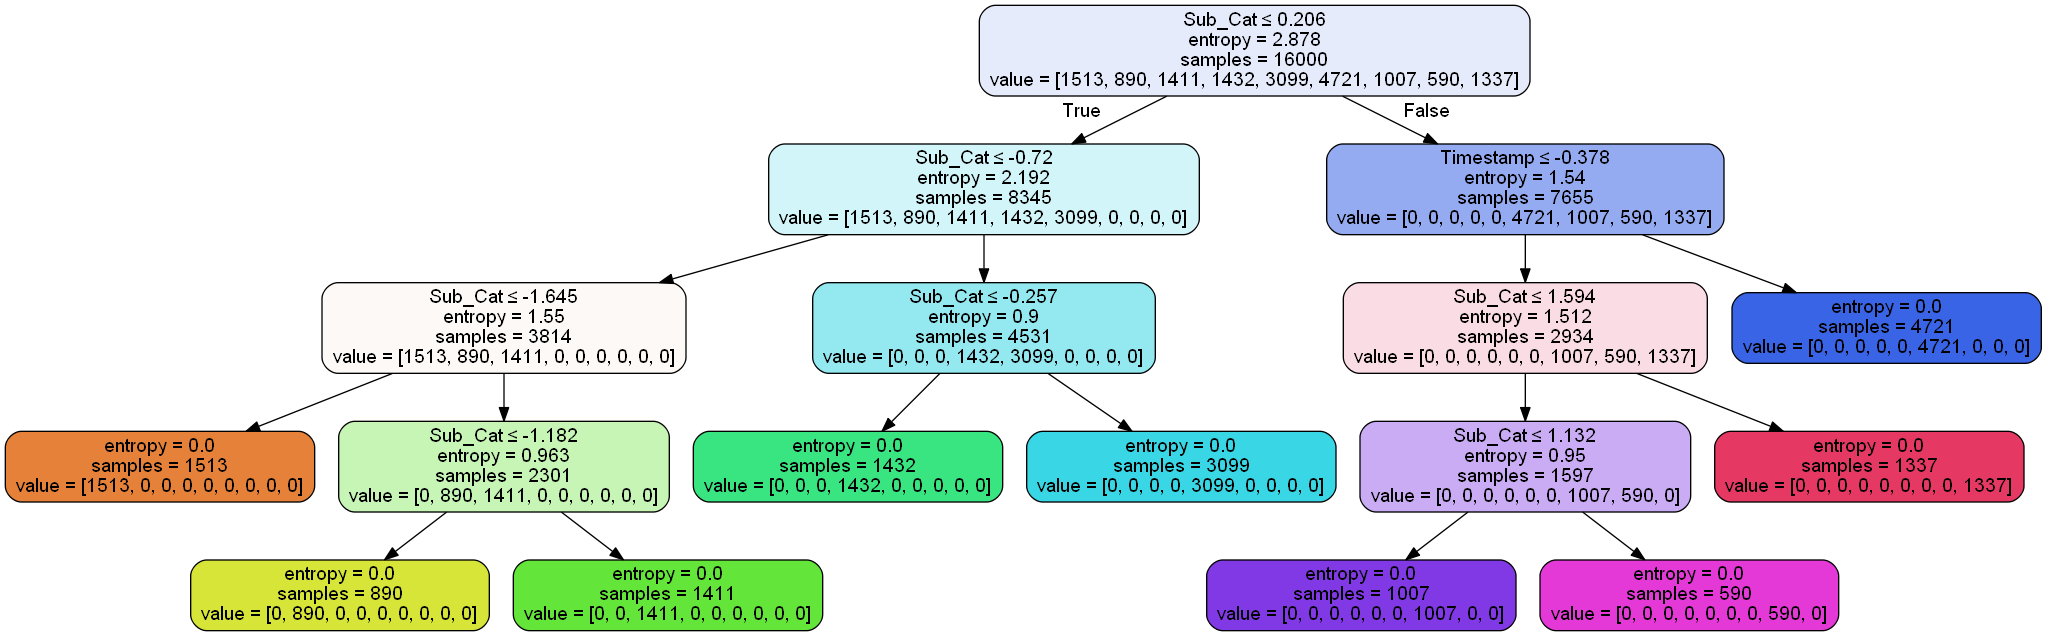 Sub_Cat ≤ 0.206
entropy = 2.878
samples = 16000
value = [1513, 890, 1411, 1432, 3099, 4721, 1007, 590, 1337]
True
False
Sub_Cat ≤ -0.72
entropy = 2.192
samples = 8345
value = [1513, 890, 1411, 1432, 3099, 0, 0, 0, 0]
Timestamp ≤ -0.378
entropy = 1.54
samples = 7655
value = [0, 0, 0, 0, 0, 4721, 1007, 590, 1337]
Sub_Cat ≤ -1.645
entropy = 1.55
samples = 3814
value = [1513, 890, 1411, 0, 0, 0, 0, 0, 0]
Sub_Cat ≤ -0.257
entropy = 0.9
samples = 4531
value = [0, 0, 0, 1432, 3099, 0, 0, 0, 0]
Sub_Cat ≤ 1.594
entropy = 1.512
samples = 2934
value = [0, 0, 0, 0, 0, 0, 1007, 590, 1337]
entropy = 0.0
samples = 4721
value = [0, 0, 0, 0, 0, 4721, 0, 0, 0]
entropy = 0.0
samples = 1513
value = [1513, 0, 0, 0, 0, 0, 0, 0, 0]
Sub_Cat ≤ -1.182
entropy = 0.963
samples = 2301
value = [0, 890, 1411, 0, 0, 0, 0, 0, 0]
entropy = 0.0
samples = 1432
value = [0, 0, 0, 1432, 0, 0, 0, 0, 0]
entropy = 0.0
samples = 3099
value = [0, 0, 0, 0, 3099, 0, 0, 0, 0]
Sub_Cat ≤ 1.132
entropy = 0.95
samples = 1597
value = [0, 0, 0, 0, 0, 0, 1007, 590, 0]
entropy = 0.0
samples = 1337
value = [0, 0, 0, 0, 0, 0, 0, 0, 1337]
entropy = 0.0
samples = 890
value = [0, 890, 0, 0, 0, 0, 0, 0, 0]
entropy = 0.0
samples = 1411
value = [0, 0, 1411, 0, 0, 0, 0, 0, 0]
entropy = 0.0
samples = 1007
value = [0, 0, 0, 0, 0, 0, 1007, 0, 0]
entropy = 0.0
samples = 590
value = [0, 0, 0, 0, 0, 0, 0, 590, 0]